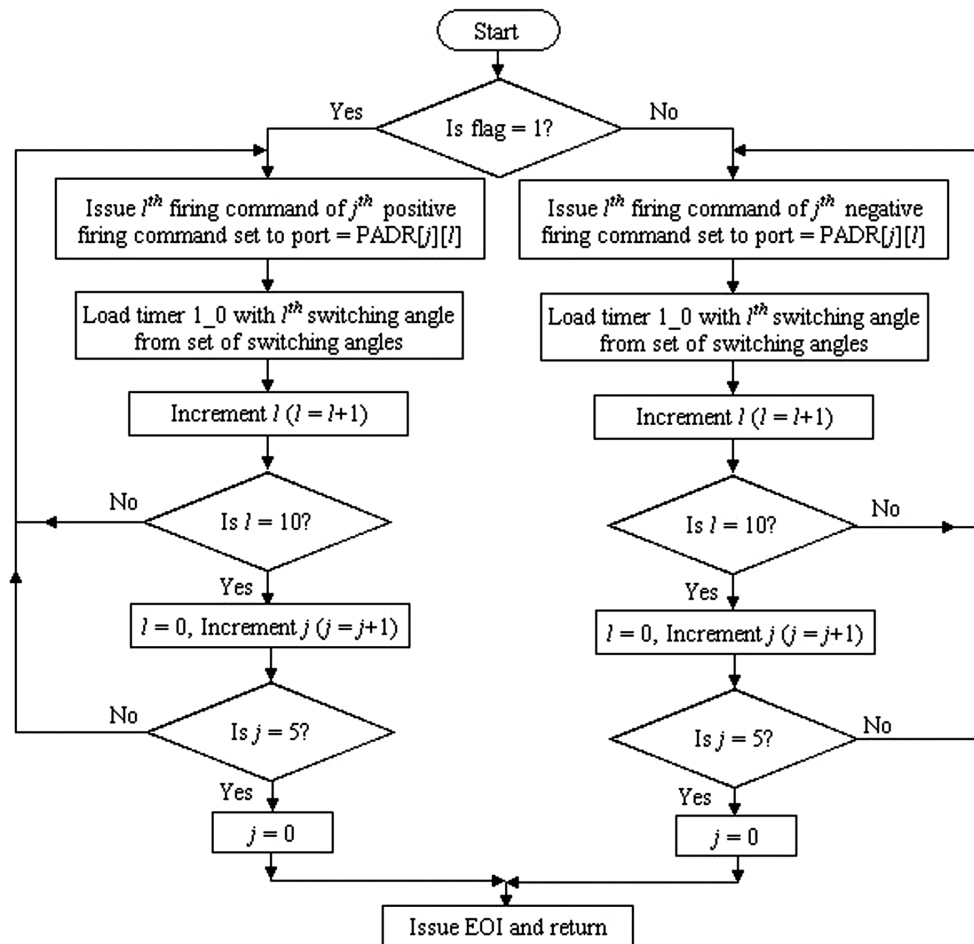 Start
Is flag = 1?
Yes
No
Issue lth firing command of jth positive
firing command set to port = PADR[j][l]
Issue lth firing command of jth negative
firing command set to port = PADR[j][l]
Load timer 1_0 with lth switching angle
from set of switching angles
Load timer 1_0 with lth switching angle
from set of switching angles
Increment l (l = l+1)
Increment l (l = l+1)
No
Is l = 10?
Is l = 10?
No
Yes
Yes
l = 0, Increment j (j = j+1)
l = 0, Increment j (j = j+1)
No
Is j = 5?
Is j = 5?
No
Yes
Yes
j = 0
j = 0
Issue EOI and return